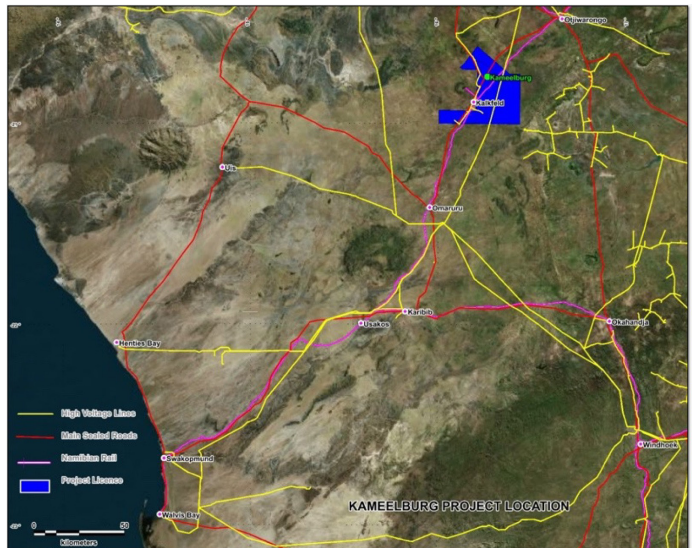 Otjiwarongo
Kameelburg
Kalkfeld
Uis
Omaruru
Karibib
Usakos
Okahandja
Henties Bay
High Voltage Lines
Main Sealed Roads
Namibian Rail
Project Licence
Swakopmund
Windhoek
Walvis Bay
KAMEELBURG PROJECT LOCATION
0 50
kilometers